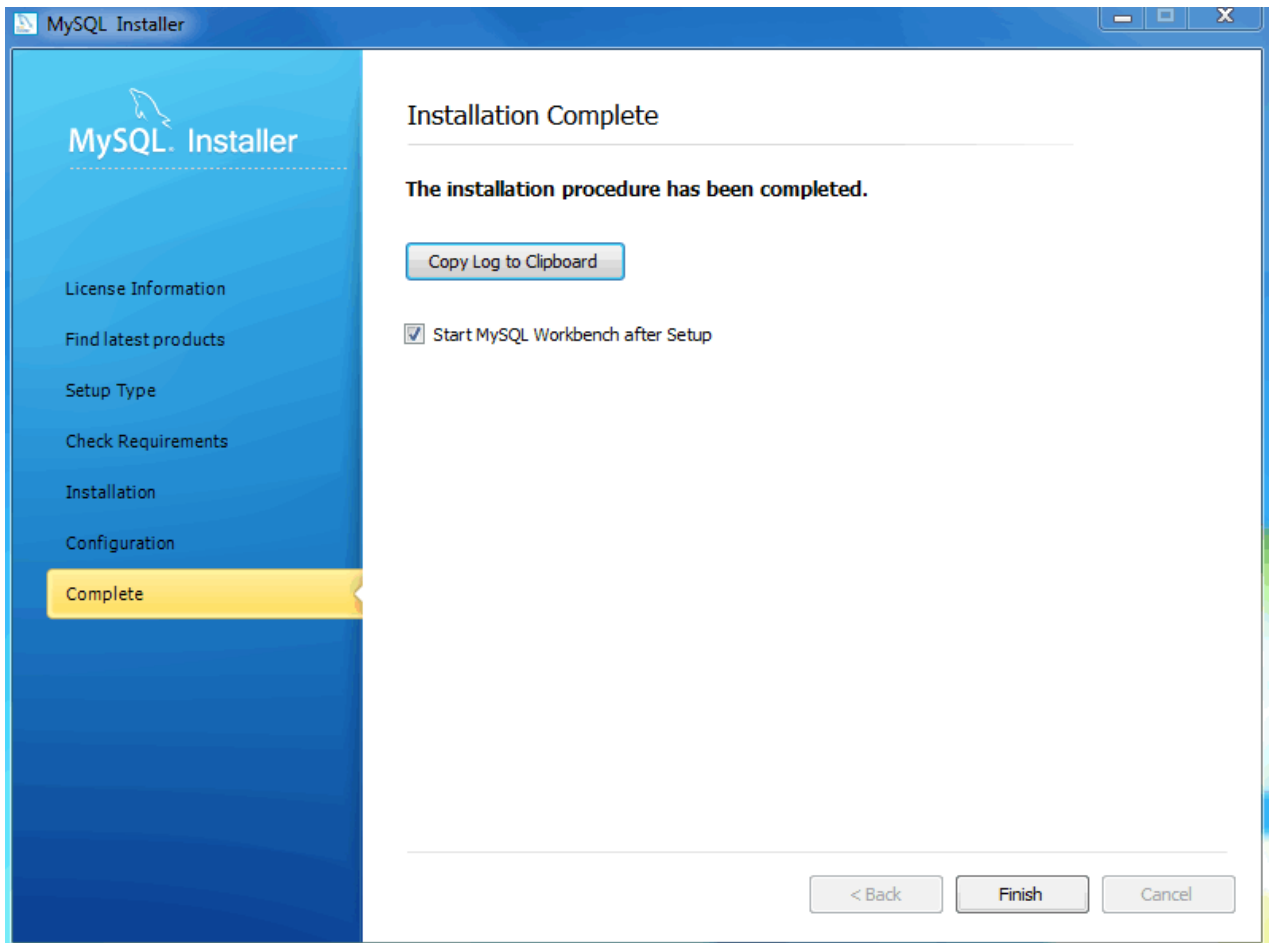 MySQL Installer
MySQL. Installer
License Information
Find latest products
Setup Type
Check Requirements
Installation
Configuration
Complete
Installation Complete
The installation procedure has been completed.
Copy Log to Clipboard
Start MySQL Workbench after Setup
< Back
Finish
Cancel